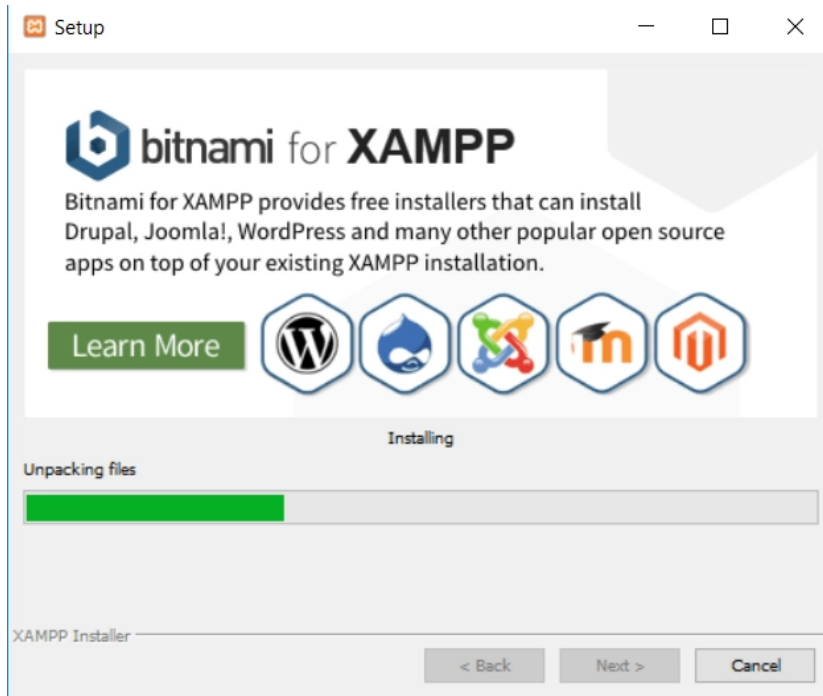 Setup
bitnami for XAMPP
Bitnami for XAMPP provides free installers that can install
Drupal, Joomla!, WordPress and many other popular open source
apps on top of your existing XAMPP installation.
Learn More
Installing
Unpacking files
XAMPP Installer
< Back Next > Cancel